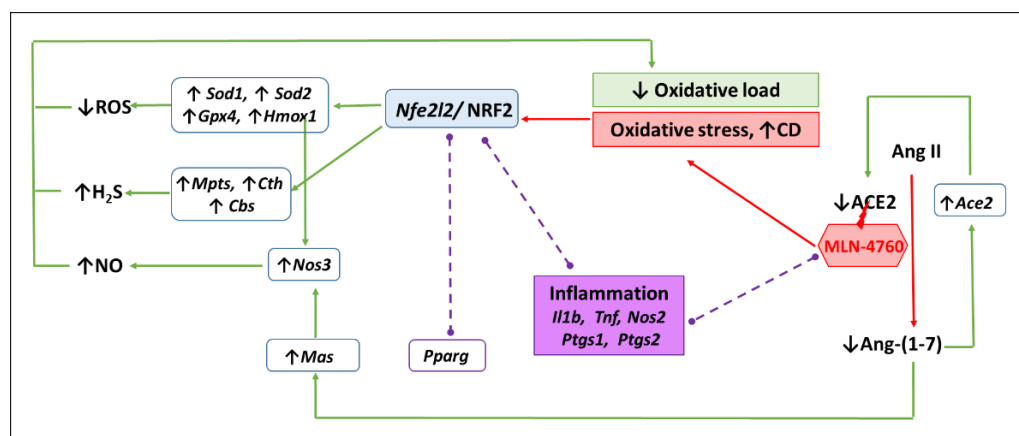 ↑ Sod1, ↑ Sod2
↑Gpx4, ↑Hmox1
↓ROS
Nfe2l2/ NRF2
↓ Oxidative load
Oxidative stress, ↑CD
Ang II
↑H₂S
↑Mpts, ↑Cth
↑ Cbs
↓ACE2
↑Ace2
MLN-4760
↑NO
↑Nos3
Inflammation
Il1b, Tnf, Nos2
Ptgs1, Ptgs2
↑Mas
Pparg
↓Ang-(1-7)